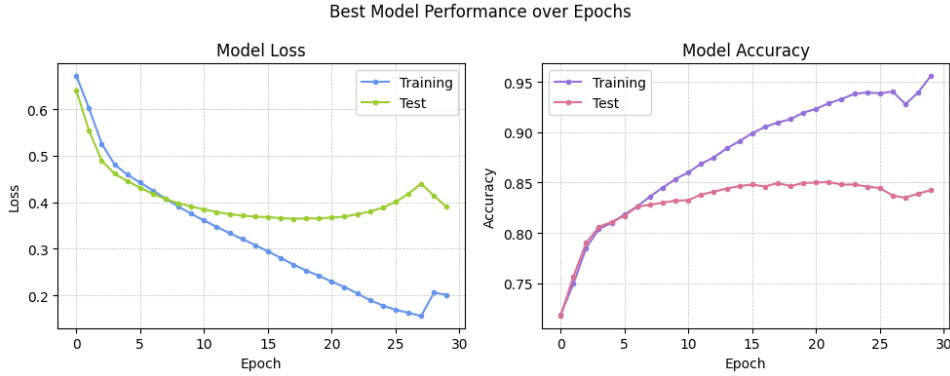 Best Model Performance over Epochs
Model Loss
Training
Test
0.6
0.5
0.4
0.3
0.2
Loss
0
5
10
15
20
25
30
Epoch
Model Accuracy
Training
Test
0.95
0.90
0.85
0.80
0.75
Accuracy
0
5
10
15
20
25
30
Epoch